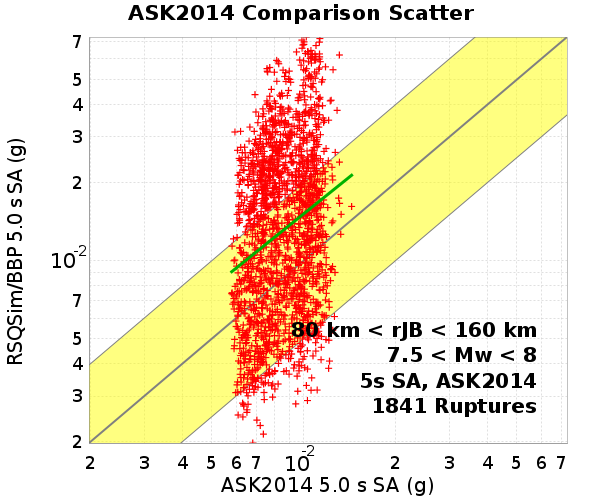 ASK2014 Comparison Scatter
RSQSim/BBP 5.0 s SA (g)
7
5
4
3
2
10^-2
7
5
4
3
2
80 km < rJB < 160 km
7.5 < Mw < 8
5s SA, ASK2014
1841 Ruptures
2 3 4 5 6 7 10^-2 2 3 4 5 6 7
ASK2014 5.0 s SA (g)